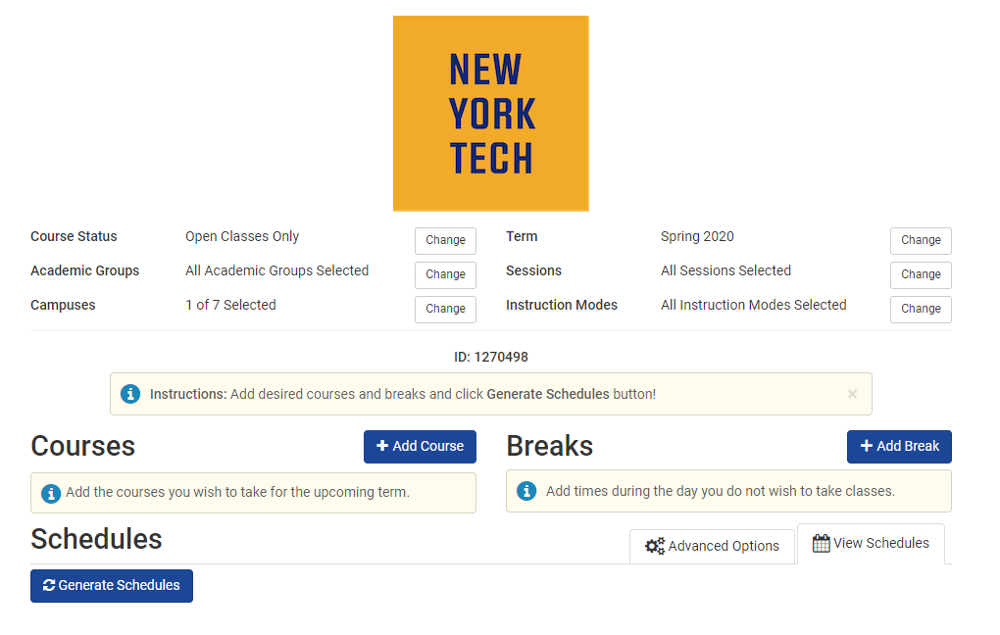 NEW
YORK
TECH
Course Status Open Classes Only Change Term Spring 2020 Change
Academic Groups All Academic Groups Selected Change Sessions All Sessions Selected Change
Campuses 1 of 7 Selected Change Instruction Modes All Instruction Modes Selected Change
ID: 1270498
Instructions: Add desired courses and breaks and click Generate Schedules button! ×
Courses + Add Course Breaks + Add Break
Add the courses you wish to take for the upcoming term. Add times during the day you do not wish to take classes.
Schedules Advanced Options View Schedules
Generate Schedules